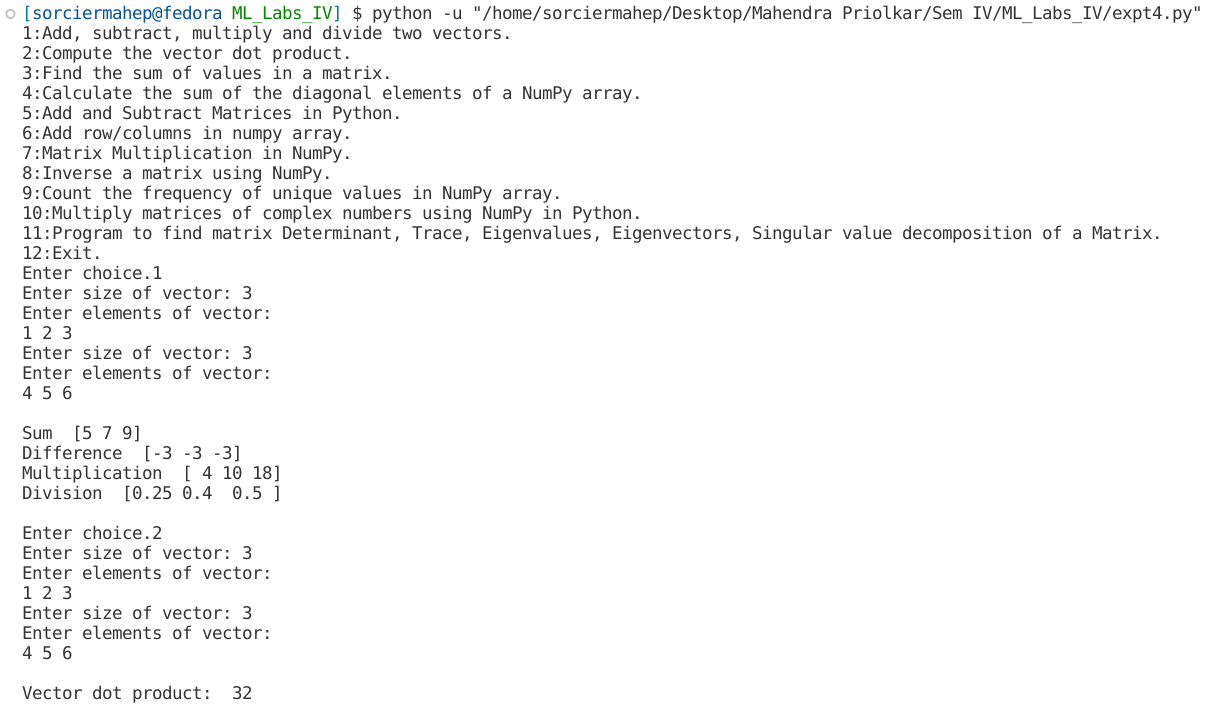 [sorciermahep@fedora ML_Labs_IV] $ python -u "/home/sorciermahep/Desktop/Mahendra Priolkar/Sem IV/ML_Labs_IV/expt4.py"
1:Add, subtract, multiply and divide two vectors.
2:Compute the vector dot product.
3:Find the sum of values in a matrix.
4:Calculate the sum of the diagonal elements of a NumPy array.
5:Add and Subtract Matrices in Python.
6:Add row/columns in numpy array.
7:Matrix Multiplication in NumPy.
8:Inverse a matrix using NumPy.
9:Count the frequency of unique values in NumPy array.
10:Multiply matrices of complex numbers using NumPy in Python.
11:Program to find matrix Determinant, Trace, Eigenvalues, Eigenvectors, Singular value decomposition of a Matrix.
12:Exit.
Enter choice.1
Enter size of vector: 3
Enter elements of vector:
1 2 3
Enter size of vector: 3
Enter elements of vector:
4 5 6

Sum  [5 7 9]
Difference  [-3 -3 -3]
Multiplication  [ 4 10 18]
Division  [0.25 0.4  0.5 ]

Enter choice.2
Enter size of vector: 3
Enter elements of vector:
1 2 3
Enter size of vector: 3
Enter elements of vector:
4 5 6

Vector dot product:  32